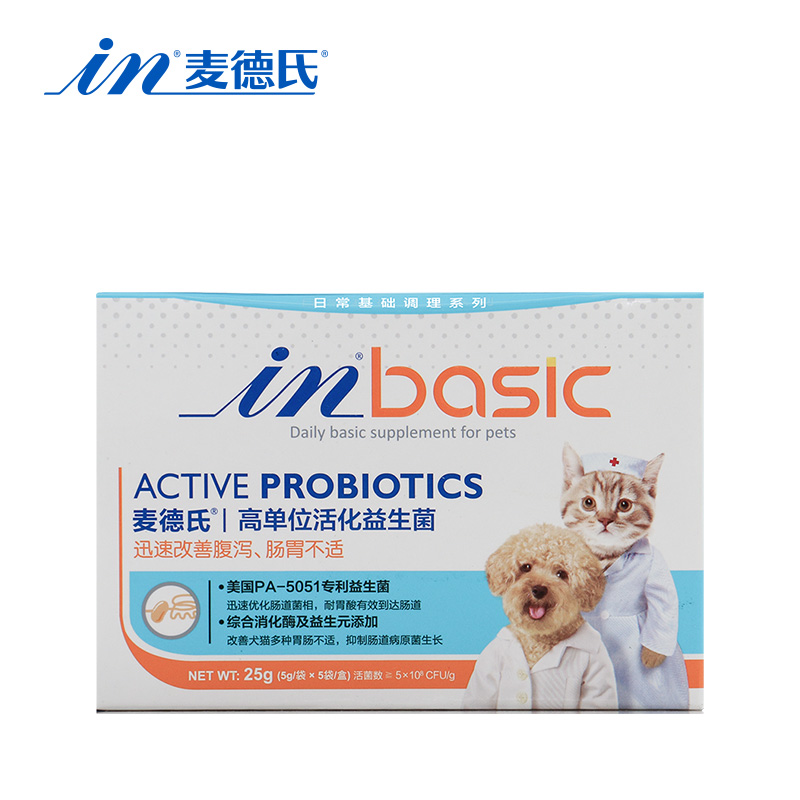 in® 麦德氏®
日常基础调理系列
in® basic
Daily basic supplement for pets
ACTIVE PROBIOTICS
麦德氏® | 高单位活化益生菌
迅速改善腹泻、肠胃不适
•美国PA-5051专利益生菌
迅速优化肠道菌相，耐胃酸有效到达肠道
•综合消化酶及益生元添加
改善犬猫多种胃肠不适，抑制肠道病原菌生长
NET WT: 25g (5g/袋 × 5袋/盒) 活菌数 ≧ 5×10⁸ CFU/g